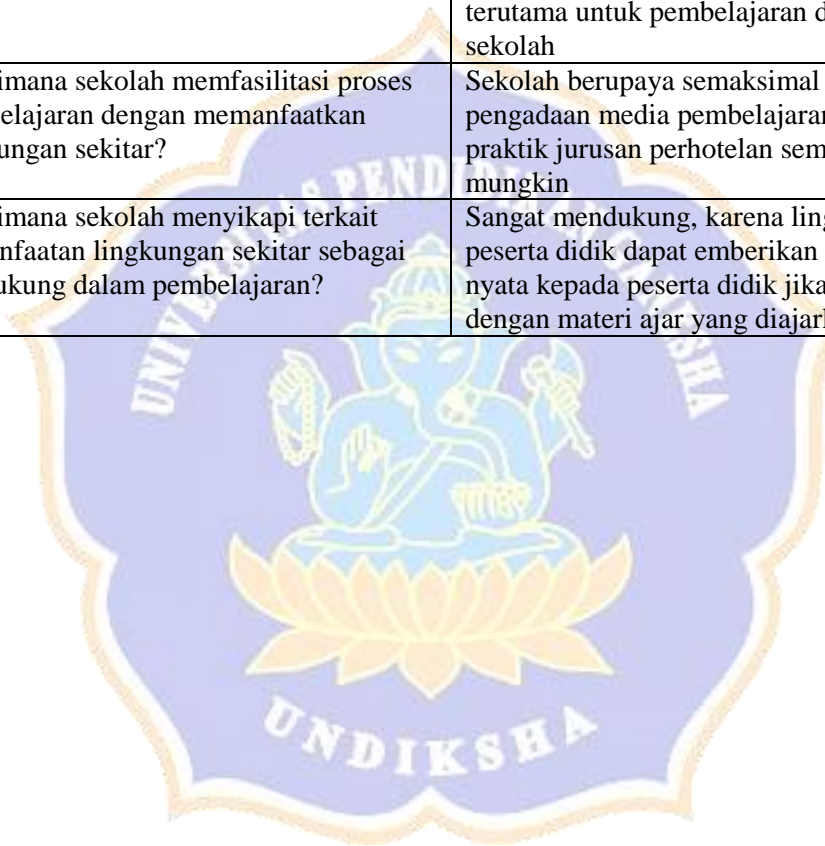 terutama untuk pembelajaran d
sekolah
imana sekolah memfasilitasi proses
elajaran dengan memanfaatkan
ungan sekitar?
Sekolah berupaya semaksimal
pengadaan media pembelajaran
praktik jurusan perhotelan sem
mungkin
imana sekolah menyikapi terkait
nfaatan lingkungan sekitar sebagai
ukung dalam pembelajaran?
Sangat mendukung, karena ling
peserta didik dapat emberikan
nyata kepada peserta didik jika
dengan materi ajar yang diajark
UNIVERSITAS PENDIDIKAN GANESHA
UNDIKSHA